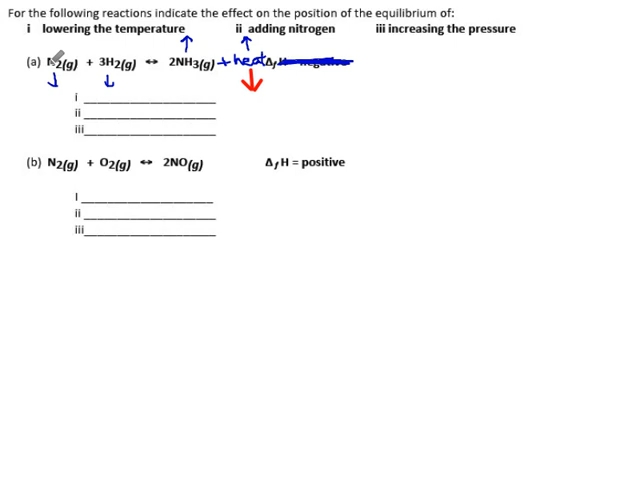 For the following reactions indicate the effect on the position of the equilibrium of:
i lowering the temperature ii adding nitrogen iii increasing the pressure
(a) N2(g) + 3H2(g) ↔ 2NH3(g) + heat ΔfH
i
ii
iii
(b) N2(g) + O2(g) ↔ 2NO(g) ΔfH = positive
I
ii
iii